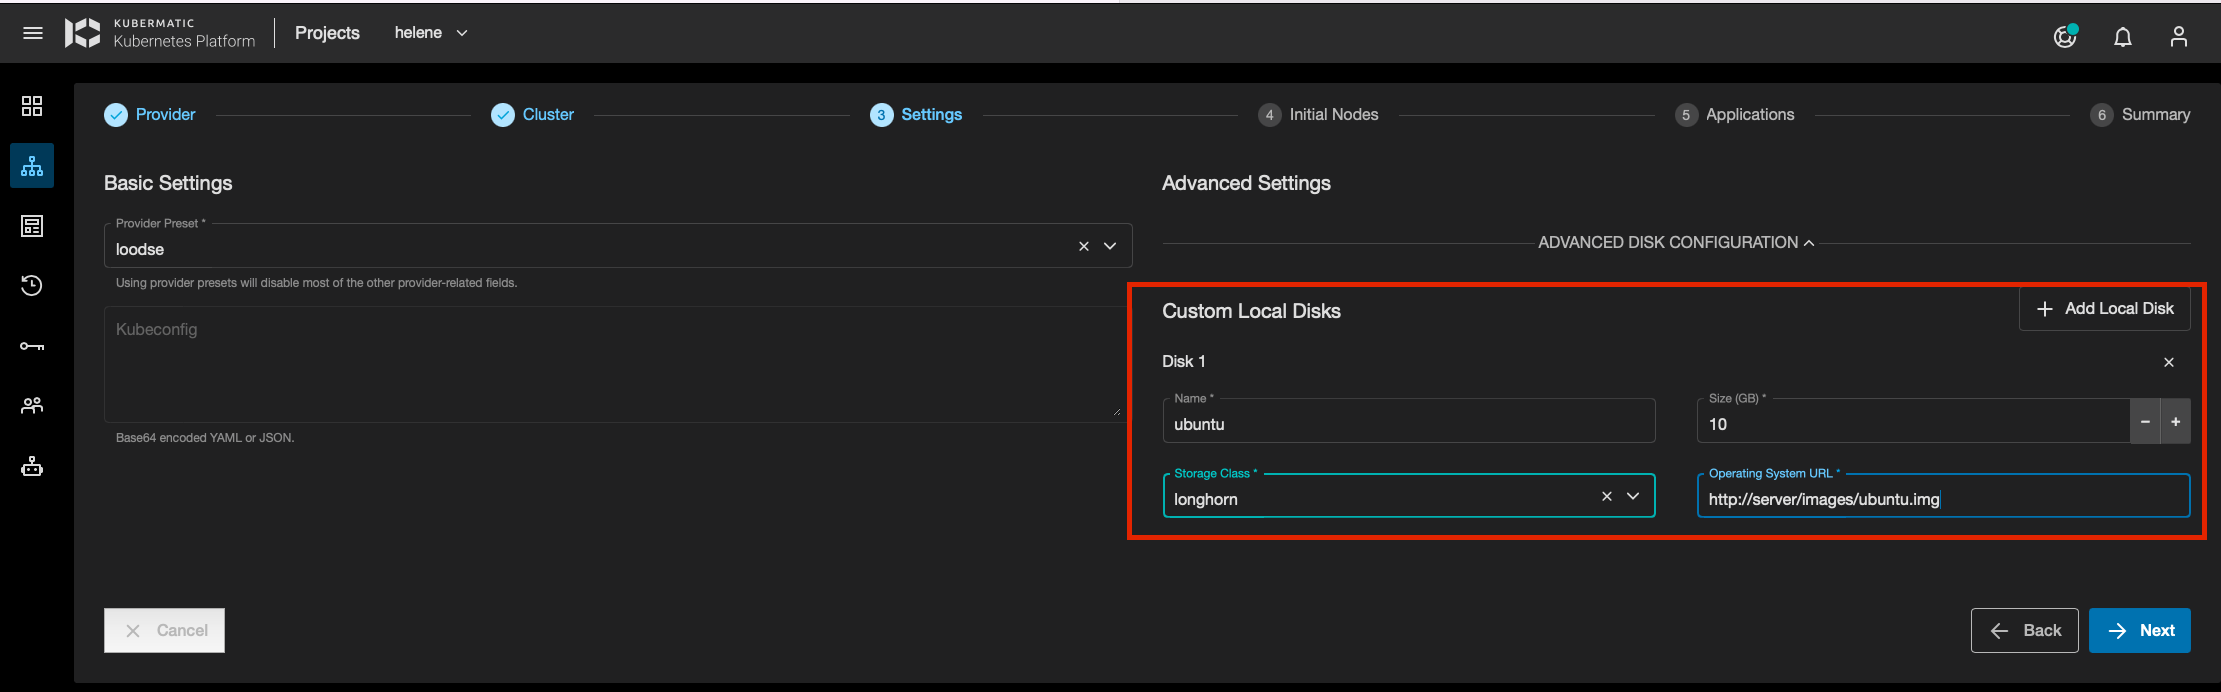 KUBERMATIC
Kubernetes Platform
Projects
helene
Provider
Cluster
3 Settings
4 Initial Nodes
5 Applications
6 Summary
Basic Settings
Provider Preset *
loodse
Using provider presets will disable most of the other provider-related fields.
Kubeconfig
Base64 encoded YAML or JSON.
Advanced Settings
ADVANCED DISK CONFIGURATION
Custom Local Disks
Add Local Disk
Disk 1
Name *
ubuntu
Size (GB) *
10
Storage Class *
longhorn
Operating System URL *
http://server/images/ubuntu.img
Cancel
Back
Next